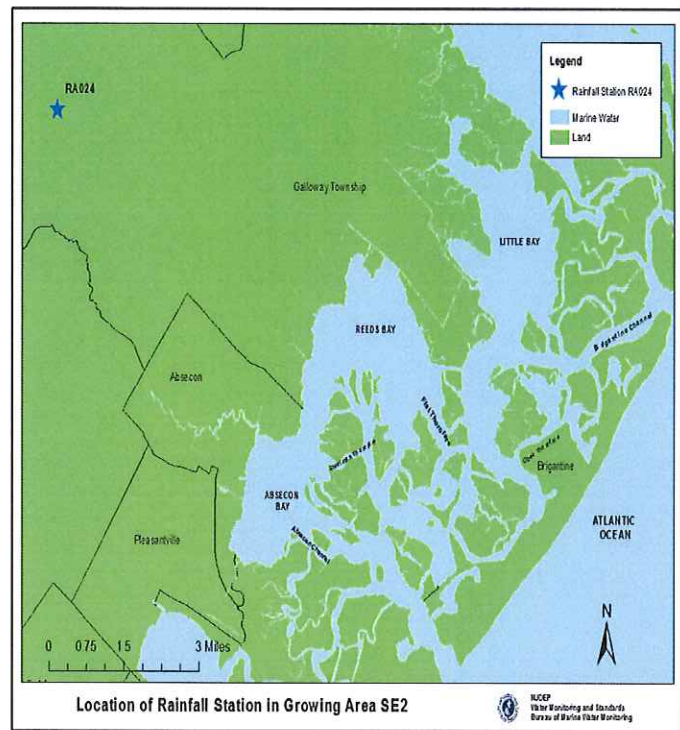 RA024
Legend
Rainfall Station RA024
Marine Water
Land
Galloway Township
LITTLE BAY
REEDS BAY
Brigantine Channel
Absecon
Brigantine
ABSECON
BAY
Absecon Channel
Pleasantville
ATLANTIC
OCEAN
N
0 0.75 1.5 3 Miles
Location of Rainfall Station in Growing Area SE2
NJDEP
Water Monitoring and Standards
Bureau of Marine Water Monitoring